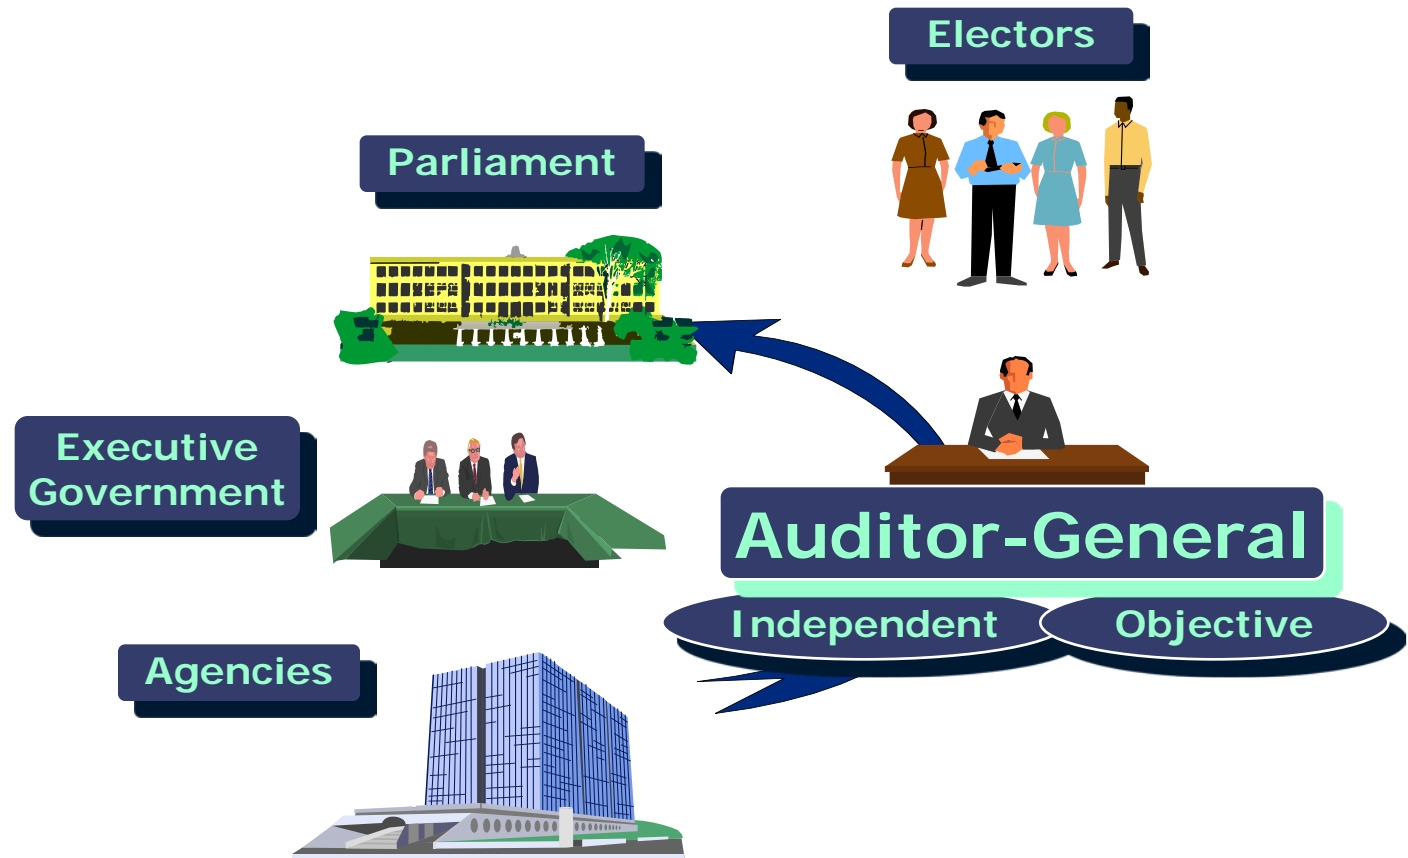 Electors
Parliament
Executive
Government
Auditor-General
Independent
Objective
Agencies